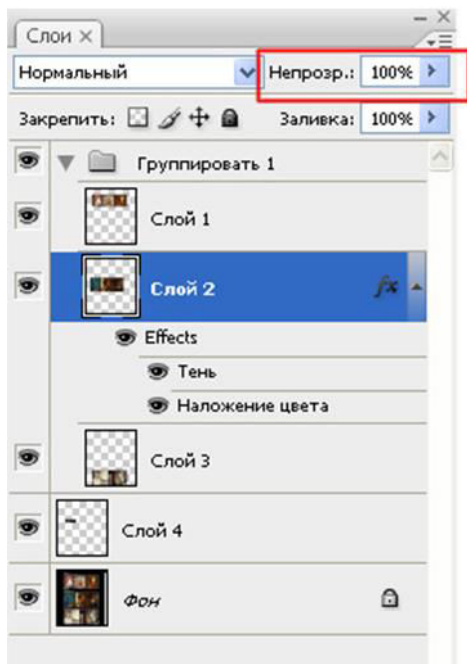 Слои ×
Нормальный Непрозр.: 100%
Закрепить: Заливка: 100%
Группировать 1
Слой 1
Слой 2 fx
Effects
Тень
Наложение цвета
Слой 3
Слой 4
Фон